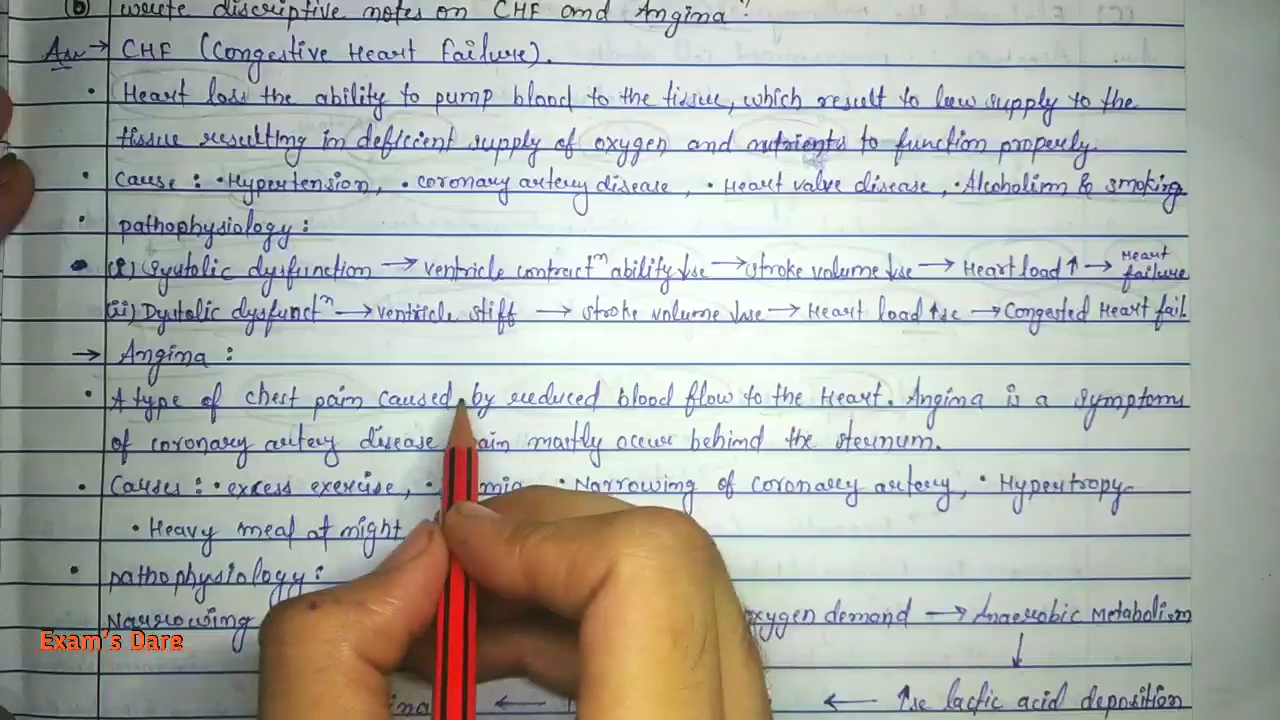 (b) write discriptive notes on CHF and Angina?
Ans → CHF (Congestive Heart Failure).
• Heart loss the ability to pump blood to the tissue, which result to low supply to the
tissue resulting in deficient supply of oxygen and nutrients to function properly.
• Cause : • Hypertension, • coronary artery disease, • Heart valve disease, • Alcoholism & smoking
• pathophysiology :
• (i) Systolic dysfunction → ventricle contractⁿ ability ↓se → stroke volume ↓se → Heart load ↑ → Heart failure
(ii) Dystolic dysfunctⁿ → ventricle stiff → stroke volume ↓se → Heart load ↑se → Congested Heart fail.
→ Angina :
• A type of chest pain caused by reduced blood flow to the Heart. Angina is a symptoms
of coronary artery disease ain mostly occur behind the sternum.
• Causes : • excess exercise, • mia • Narrowing of coronary artery, • Hypertropy
• Heavy meal at night
• pathophysiology :
Narrowing oxygen demand → Anaerobic Metabolism
↓
← ← ↑se lactic acid deposition
Exam's Dare